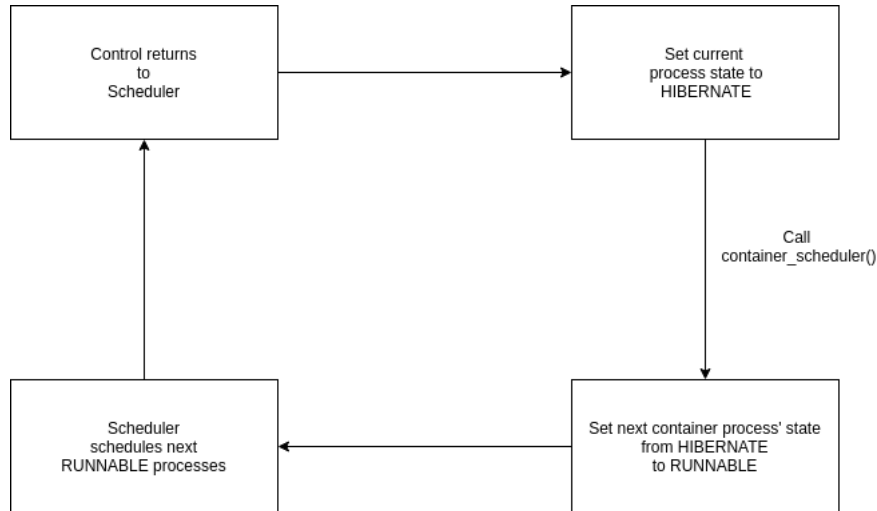 Control returns
to
Scheduler
Set current
process state to
HIBERNATE
Call
container_scheduler()
Set next container process' state
from HIBERNATE
to RUNNABLE
Scheduler
schedules next
RUNNABLE processes